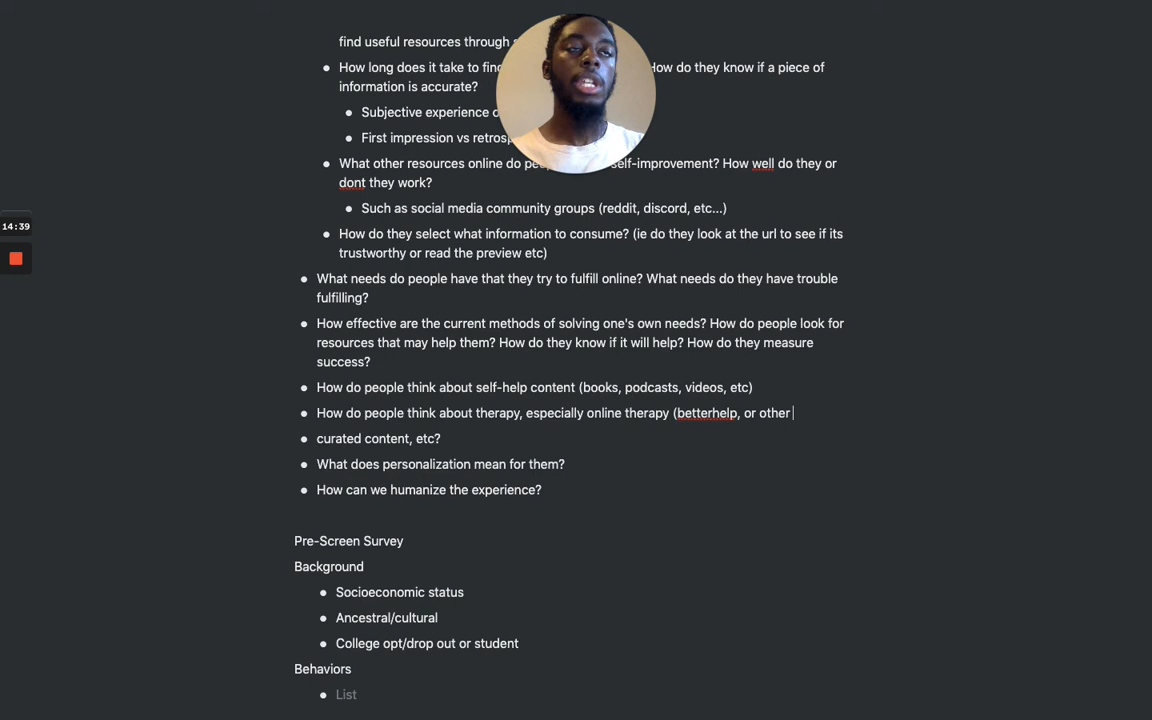 find useful resources through
How long does it take to find How do they know if a piece of
information is accurate?
Subjective experience
First impression vs
What other resources online do self-improvement? How well do they or
dont they work?
Such as social media community groups (reddit, discord, etc...)
How do they select what information to consume? (ie do they look at the url to see if its
trustworthy or read the preview etc)
14:39
What needs do people have that they try to fulfill online? What needs do they have trouble
fulfilling?
How effective are the current methods of solving one's own needs? How do people look for
resources that may help them? How do they know if it will help? How do they measure
success?
How do people think about self-help content (books, podcasts, videos, etc)
How do people think about therapy, especially online therapy (betterhelp, or other
curated content, etc?
What does personalization mean for them?
How can we humanize the experience?
Pre-Screen Survey
Background
Socioeconomic status
Ancestral/cultural
College opt/drop out or student
Behaviors
List